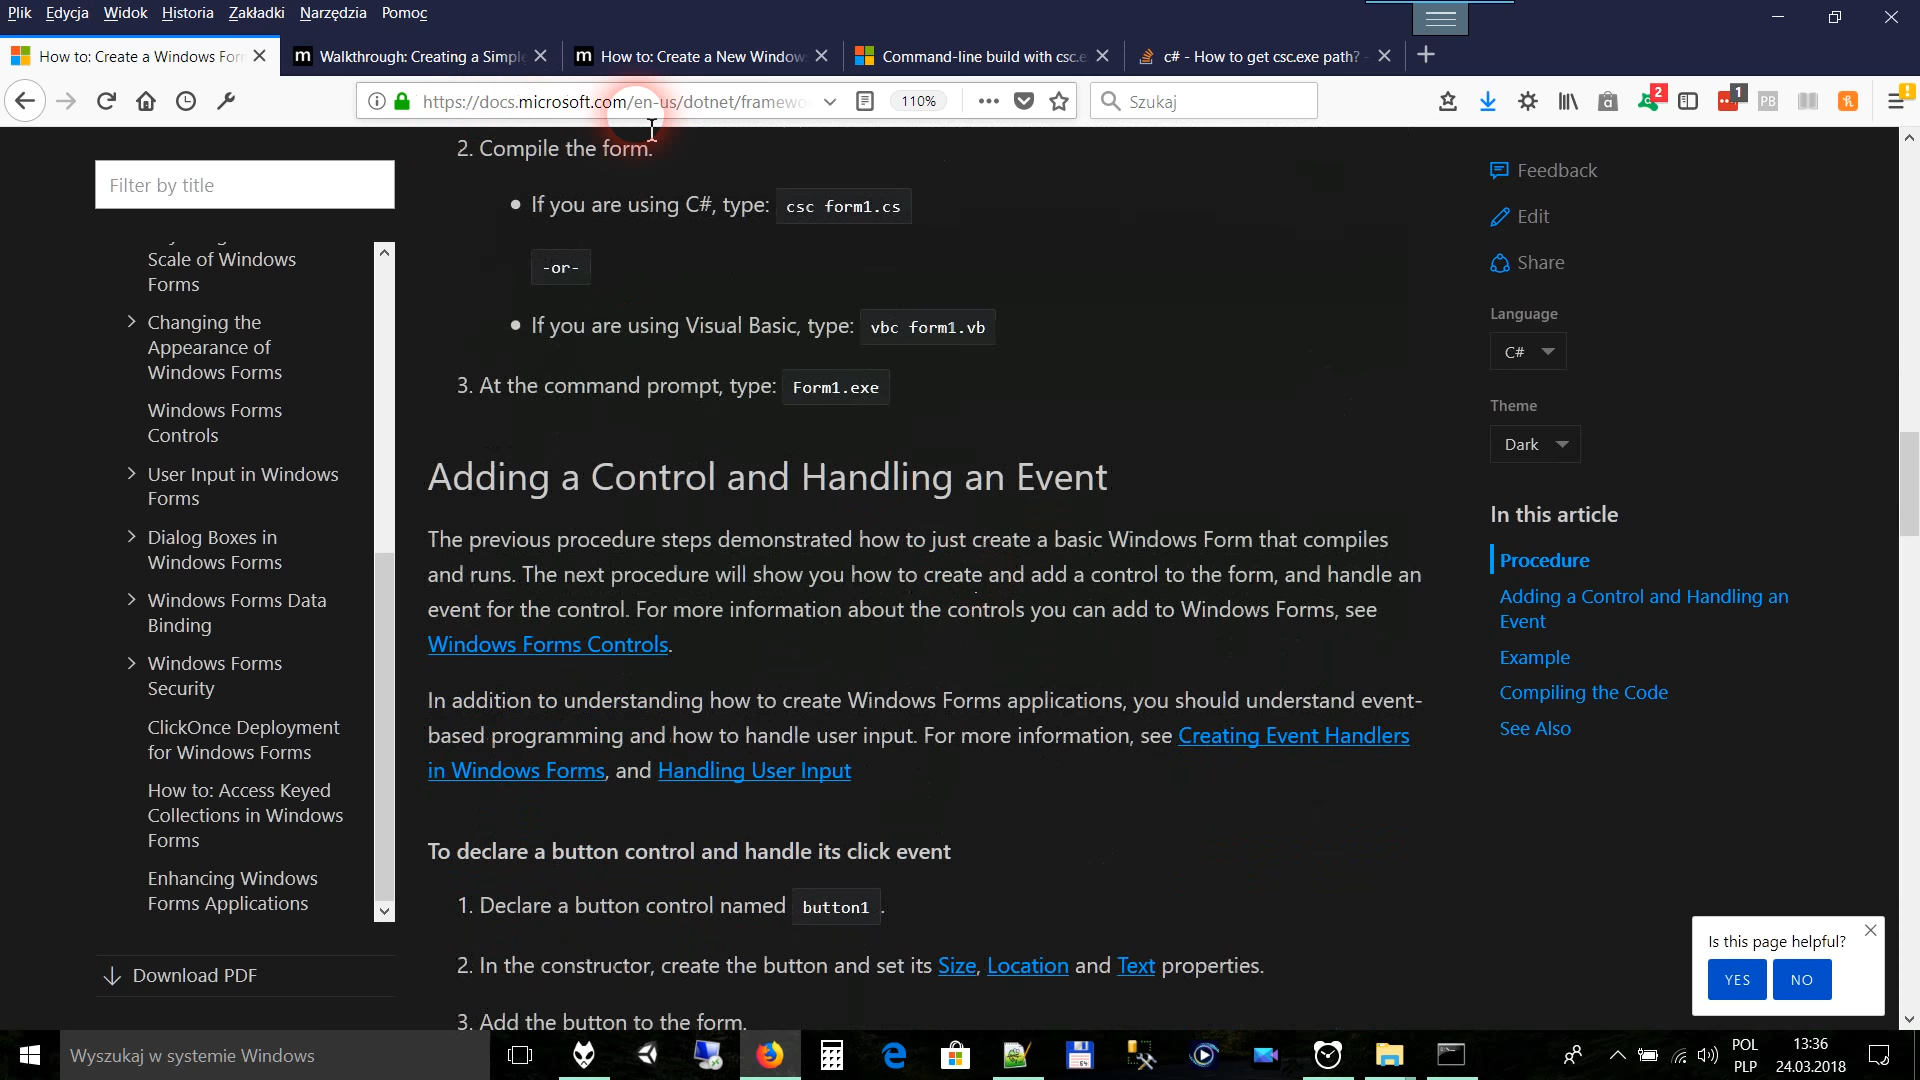 Plik Edycja Widok Historia Zakładki Narzędzia Pomoc
How to: Create a Windows For
Walkthrough: Creating a Simple
How to: Create a New Window
Command-line build with csc.e
c# - How to get csc.exe path? -
https://docs.microsoft.com/en-us/dotnet/framewo
110%
Szukaj
2
1
PB
Filter by title
Scale of Windows
Forms
Changing the
Appearance of
Windows Forms
Windows Forms
Controls
User Input in Windows
Forms
Dialog Boxes in
Windows Forms
Windows Forms Data
Binding
Windows Forms
Security
ClickOnce Deployment
for Windows Forms
How to: Access Keyed
Collections in Windows
Forms
Enhancing Windows
Forms Applications
Download PDF
2. Compile the form.
If you are using C#, type: csc form1.cs
-or-
If you are using Visual Basic, type: vbc form1.vb
3. At the command prompt, type: Form1.exe
Adding a Control and Handling an Event
The previous procedure steps demonstrated how to just create a basic Windows Form that compiles
and runs. The next procedure will show you how to create and add a control to the form, and handle an
event for the control. For more information about the controls you can add to Windows Forms, see
Windows Forms Controls.
In addition to understanding how to create Windows Forms applications, you should understand event-
based programming and how to handle user input. For more information, see Creating Event Handlers
in Windows Forms, and Handling User Input
To declare a button control and handle its click event
1. Declare a button control named button1 .
2. In the constructor, create the button and set its Size, Location and Text properties.
3. Add the button to the form.
Feedback
Edit
Share
Language
C#
Theme
Dark
In this article
Procedure
Adding a Control and Handling an
Event
Example
Compiling the Code
See Also
Is this page helpful?
YES NO
Wyszukaj w systemie Windows
64
POL
PLP
13:36
24.03.2018